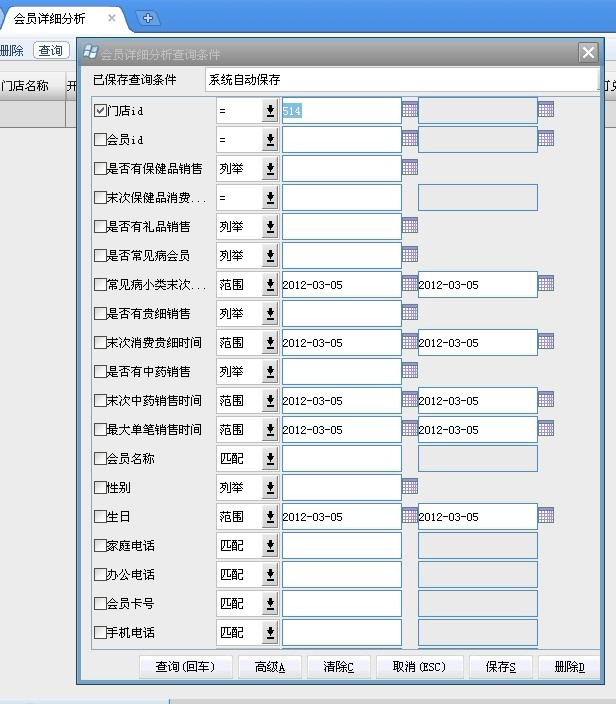 会员详细分析
删除 查询
门店名称 开
会员详细分析查询条件
已保存查询条件 系统自动保存
门店id = 514
会员id =
是否有保健品销售 列举
末次保健品消费... =
是否有礼品销售 列举
是否常见病会员 列举
常见病小类末次... 范围 2012-03-05 2012-03-05
是否有贵细销售 列举
末次消费贵细时间 范围 2012-03-05 2012-03-05
是否有中药销售 列举
末次中药销售时间 范围 2012-03-05 2012-03-05
最大单笔销售时间 范围 2012-03-05 2012-03-05
会员名称 匹配
性别 列举
生日 范围 2012-03-05 2012-03-05
家庭电话 匹配
办公电话 匹配
会员卡号 匹配
手机电话 匹配
查询(回车) 高级A 清除C 取消(ESC) 保存S 删除D